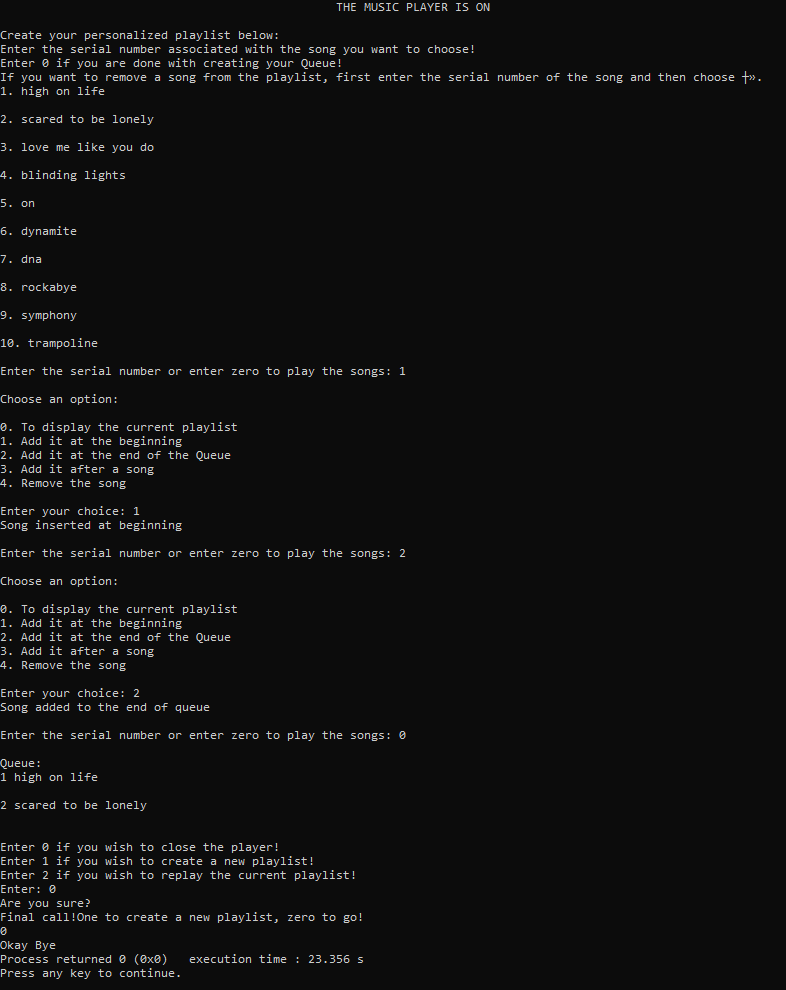 THE MUSIC PLAYER IS ON
Create your personalized playlist below:
Enter the serial number associated with the song you want to choose!
Enter 0 if you are done with creating your Queue!
If you want to remove a song from the playlist, first enter the serial number of the song and then choose ┼».
1. high on life
2. scared to be lonely
3. love me like you do
4. blinding lights
5. on
6. dynamite
7. dna
8. rockabye
9. symphony
10. trampoline
Enter the serial number or enter zero to play the songs: 1
Choose an option:
0. To display the current playlist
1. Add it at the beginning
2. Add it at the end of the Queue
3. Add it after a song
4. Remove the song
Enter your choice: 1
Song inserted at beginning
Enter the serial number or enter zero to play the songs: 2
Choose an option:
0. To display the current playlist
1. Add it at the beginning
2. Add it at the end of the Queue
3. Add it after a song
4. Remove the song
Enter your choice: 2
Song added to the end of queue
Enter the serial number or enter zero to play the songs: 0
Queue:
1 high on life
2 scared to be lonely
Enter 0 if you wish to close the player!
Enter 1 if you wish to create a new playlist!
Enter 2 if you wish to replay the current playlist!
Enter: 0
Are you sure?
Final call!One to create a new playlist, zero to go!
0
Okay Bye
Process returned 0 (0x0)   execution time : 23.356 s
Press any key to continue.